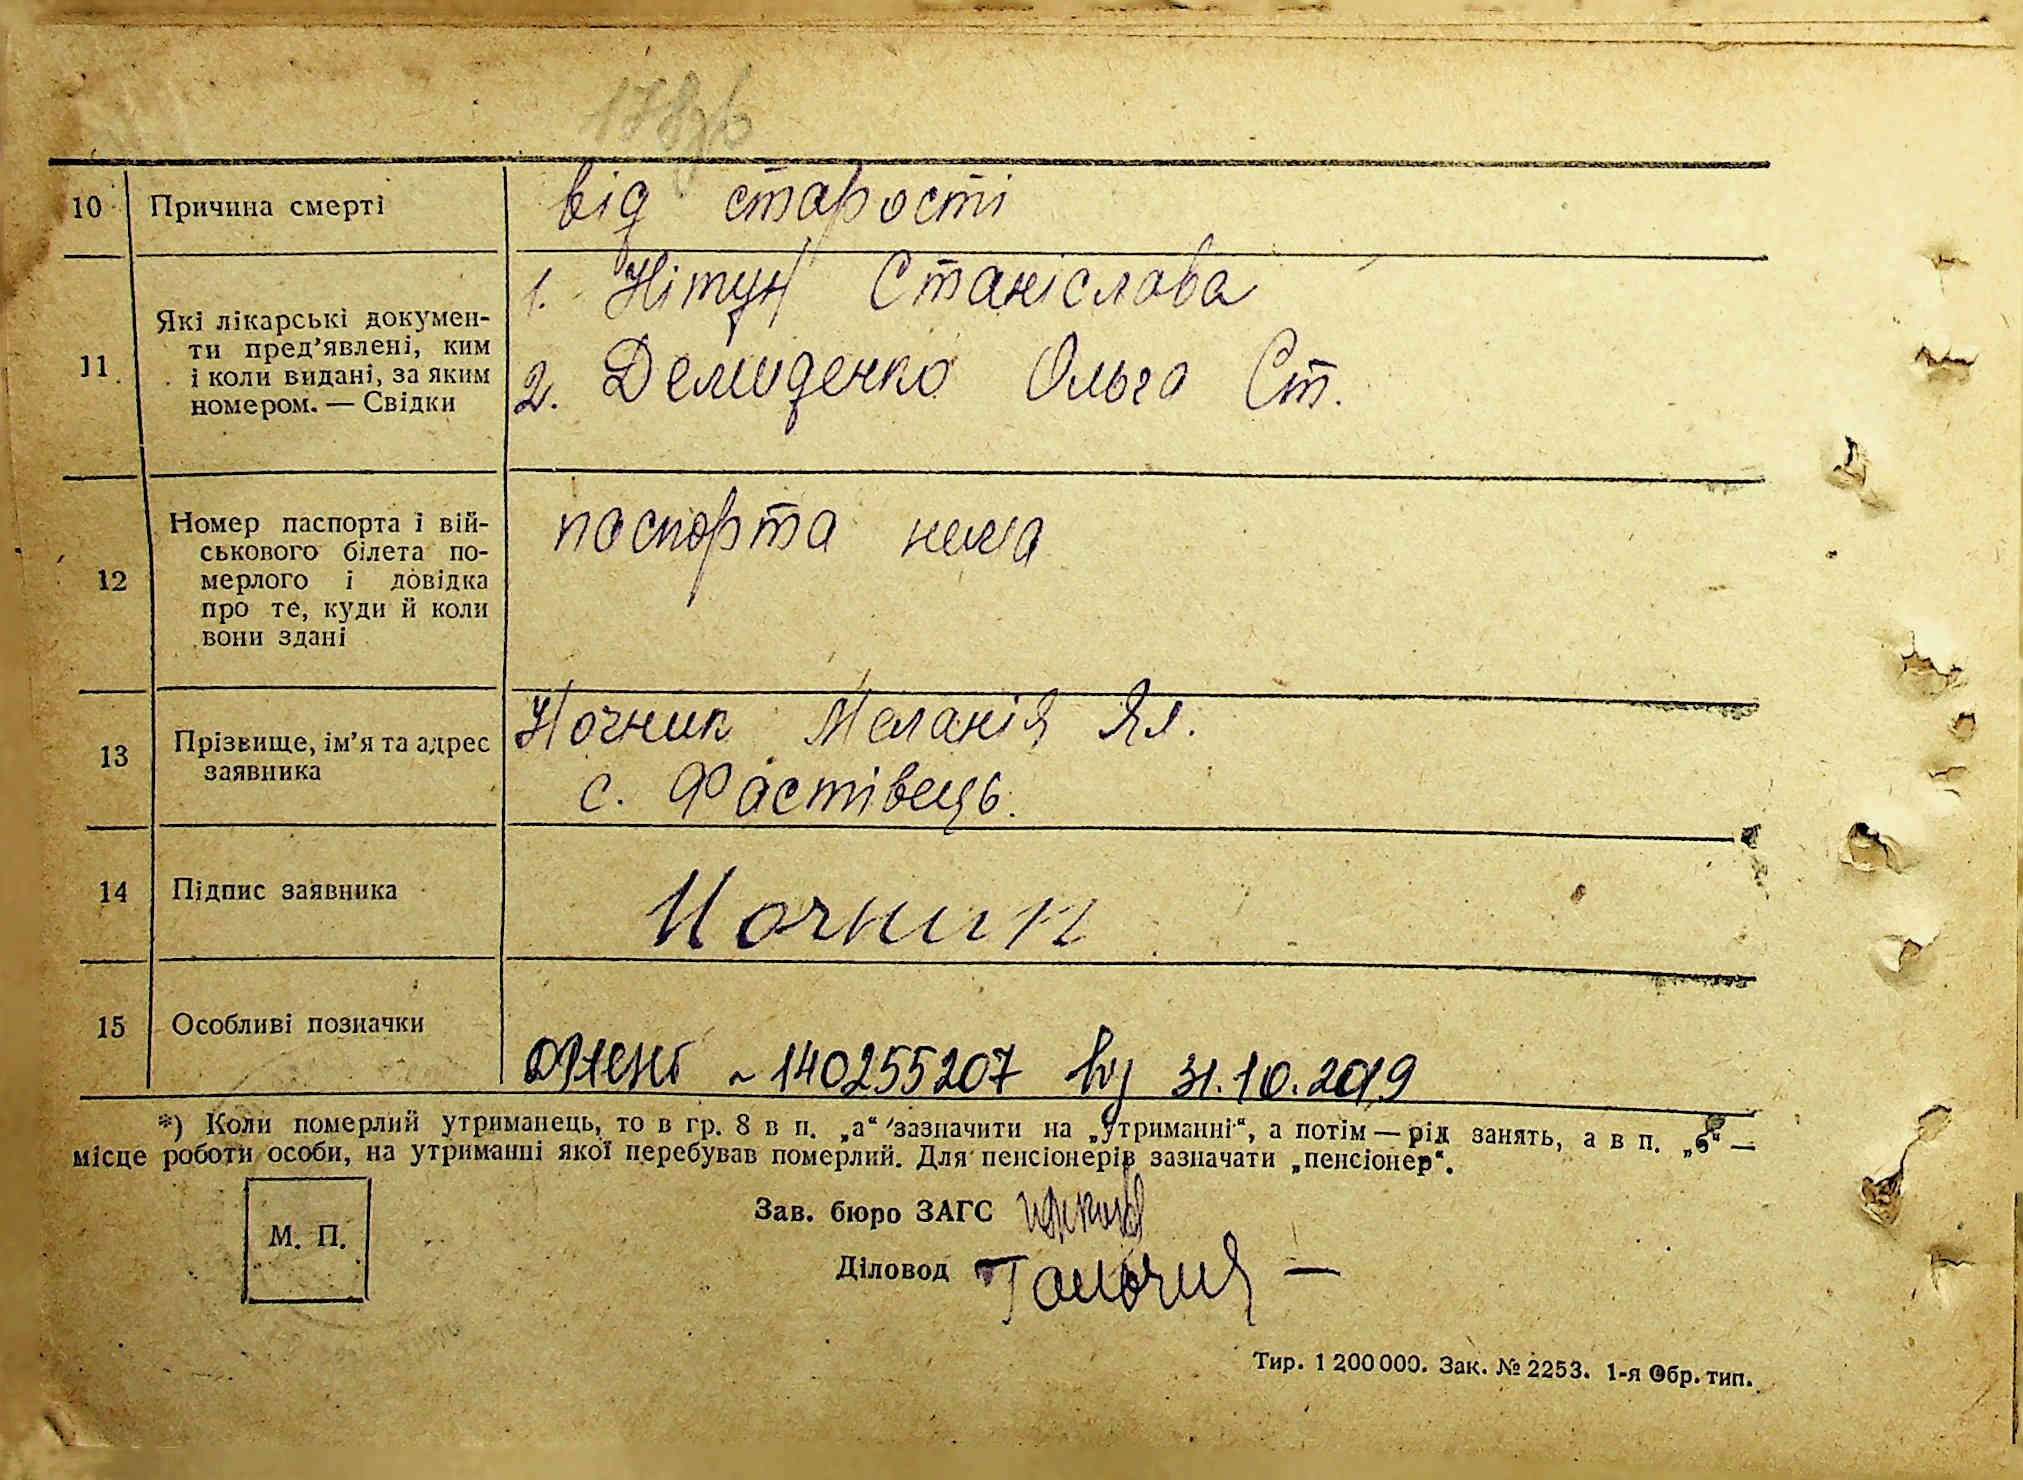 178зв
10 Причина смерті від старості
11 Які лікарські докумен-
ти пред'явлені, ким
і коли видані, за яким
номером. — Свідки
1. Нітун Станіслава
2. Демиденко Ольга Ст.
12 Номер паспорта і вій-
ськового білета по-
мерлого і довідка
про те, куди й коли
вони здані
паспорта нема
13 Прізвище, ім'я та адрес
заявника
Ночник Меланія Ял.
с. Фастівець.
14 Підпис заявника Ночник
15 Особливі позначки
140255207 від 31.10.2019
*) Коли померлий утриманець, то в гр. 8 в п. „а“ зазначити на „утриманні“, а потім — рід занять, а в п. „б“ —
місце роботи особи, на утриманні якої перебував померлий. Для пенсіонерів зазначати „пенсіонер“.
М. П.
Зав. бюро ЗАГС
Діловод
Тир. 1 200 000. Зак. № 2253. 1-я Обр. тип.